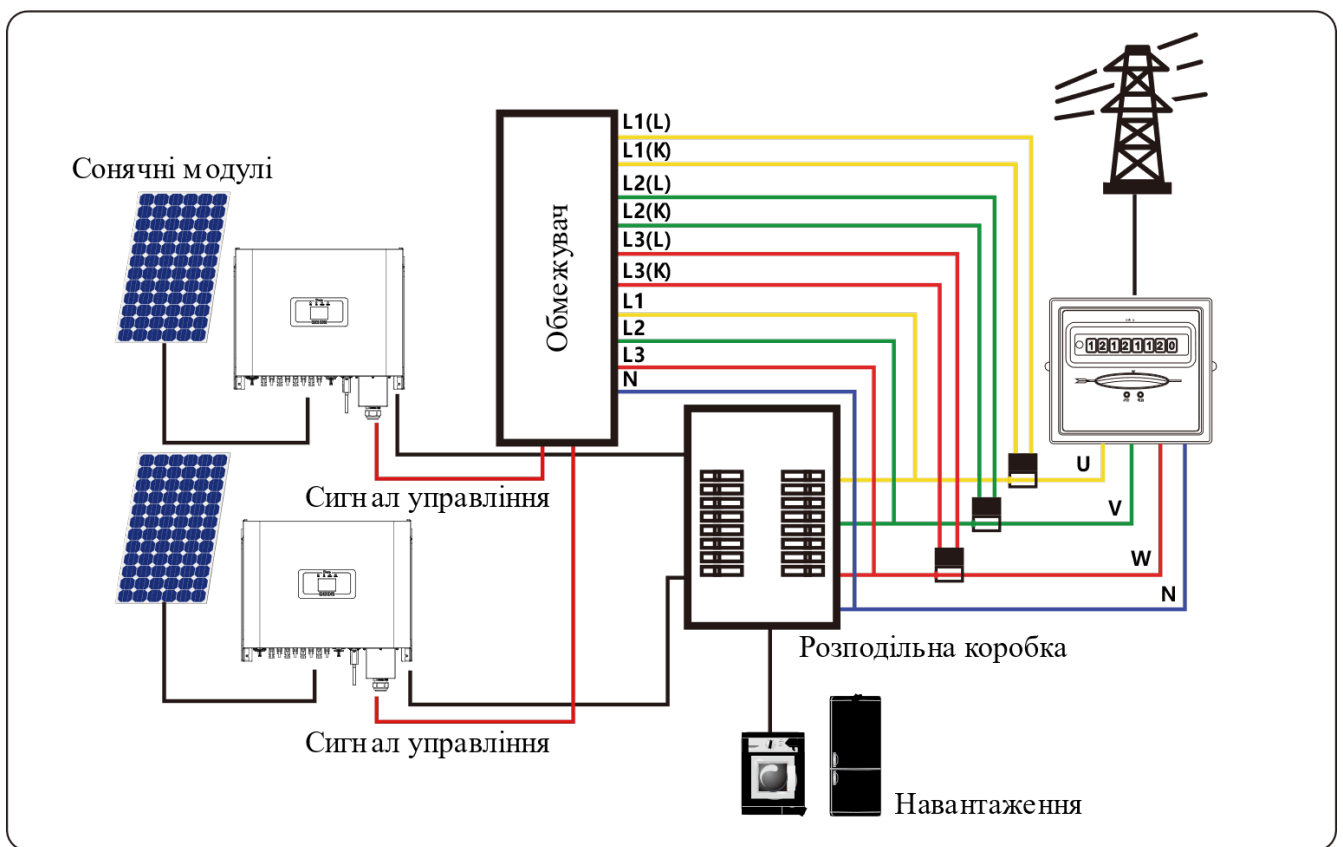 Сонячні модулі
Обмежувач
L1(L)
L1(K)
L2(L)
L2(K)
L3(L)
L3(K)
L1
L2
L3
N
12121120
U
V
W
N
Сигнал управління
Сигнал управління
Розподільна коробка
Навантаження